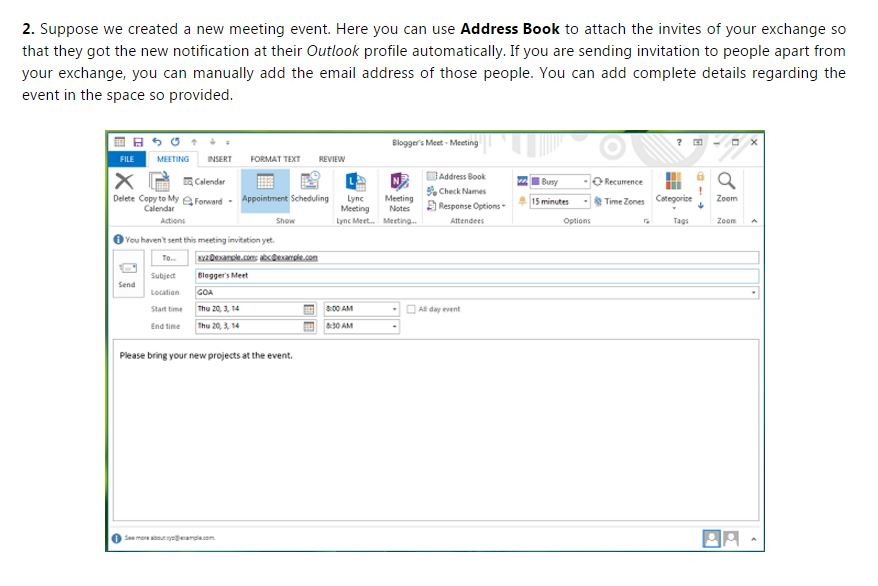 2. Suppose we created a new meeting event. Here you can use Address Book to attach the invites of your exchange so
that they got the new notification at their Outlook profile automatically. If you are sending invitation to people apart from
your exchange, you can manually add the email address of those people. You can add complete details regarding the
event in the space so provided.
Blogger's Meet - Meeting
FILE MEETING INSERT FORMAT TEXT REVIEW
Delete
Copy to My Calendar
Calendar
Forward
Actions
Appointment Scheduling
Show
Lync Meeting
Lync Meet...
Meeting Notes
Meeting...
Address Book
Check Names
Response Options
Attendees
Busy
15 minutes
Recurrence
Time Zones
Options
Categorize
Tags
Zoom
Zoom
You haven't sent this meeting invitation yet.
Send
To... xyz@example.com; abc@example.com
Subject Blogger's Meet
Location GOA
Start time Thu 20, 3, 14 8:00 AM All day event
End time Thu 20, 3, 14 8:30 AM
Please bring your new projects at the event.
See more about xyz@example.com.